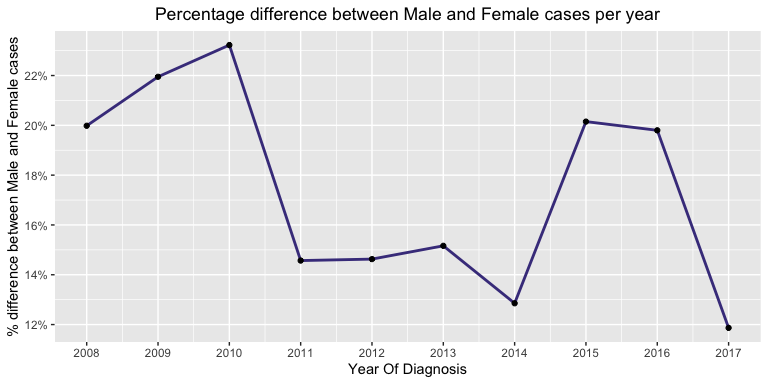 Percentage difference between Male and Female cases per year
% difference between Male and Female cases
22%
20%
18%
16%
14%
12%
2008 2009 2010 2011 2012 2013 2014 2015 2016 2017
Year Of Diagnosis